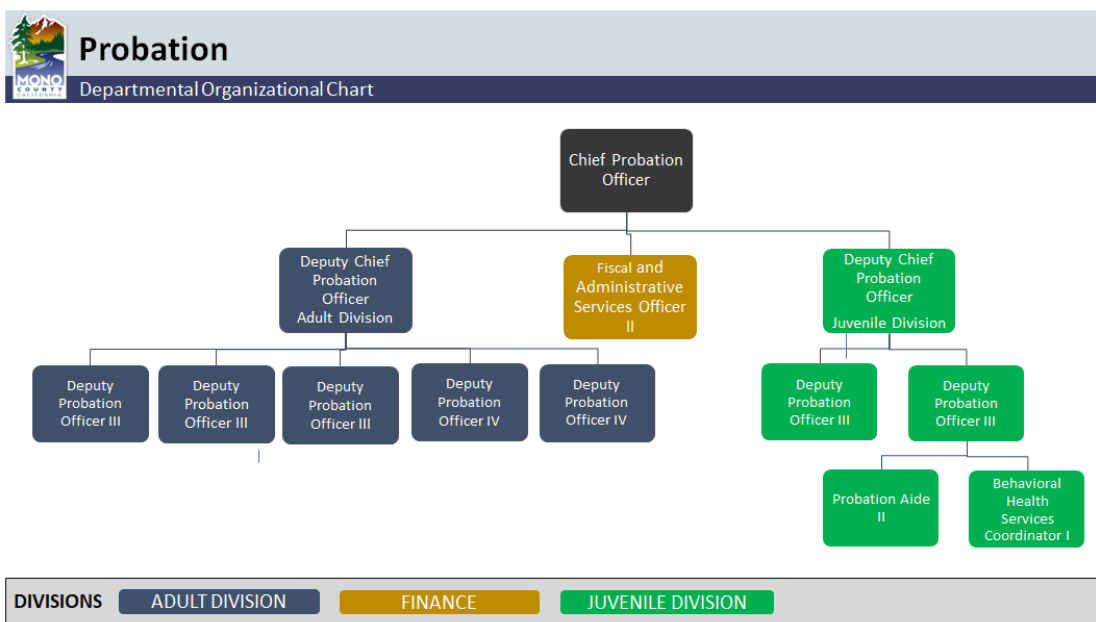 Probation
MONO
COUNTY
CALIFORNIA
Departmental Organizational Chart
Chief Probation
Officer
Deputy Chief
Probation
Officer
Adult Division
Fiscal and
Administrative
Services Officer
II
Deputy Chief
Probation
Officer
Juvenile Division
Deputy
Probation
Officer III
Deputy
Probation
Officer III
Deputy
Probation
Officer III
Deputy
Probation
Officer IV
Deputy
Probation
Officer IV
Deputy
Probation
Officer III
Deputy
Probation
Officer III
Probation Aide
II
Behavioral
Health
Services
Coordinator I
DIVISIONS
ADULT DIVISION
FINANCE
JUVENILE DIVISION